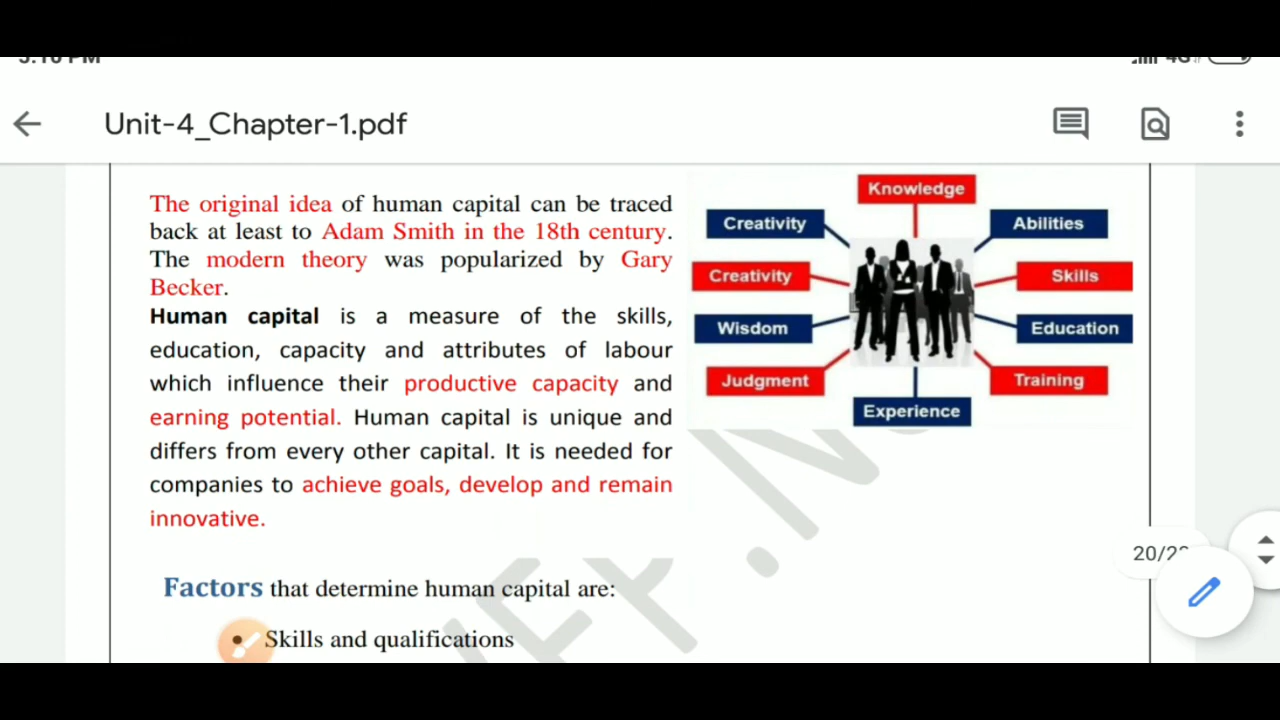 Unit-4_Chapter-1.pdf
The original idea of human capital can be traced
back at least to Adam Smith in the 18th century.
The modern theory was popularized by Gary
Becker.
Human capital is a measure of the skills,
education, capacity and attributes of labour
which influence their productive capacity and
earning potential. Human capital is unique and
differs from every other capital. It is needed for
companies to achieve goals, develop and remain
innovative.
Knowledge
Creativity
Abilities
Creativity
Skills
Wisdom
Education
Judgment
Training
Experience
Factors that determine human capital are:
• Skills and qualifications